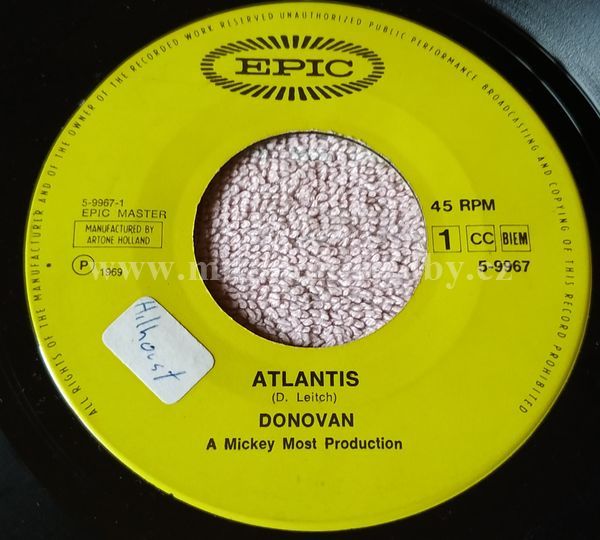 ALL RIGHTS OF THE MANUFACTURER AND OF THE OWNER OF THE RECORDED WORK RESERVED UNAUTHORIZED PUBLIC PERFORMANCE BROADCASTING AND COPYING OF THIS RECORD PROHIBITED
EPIC
5-9967-1
EPIC MASTER
MANUFACTURED BY
ARTONE HOLLAND
P 1969
45 RPM
1 CC BIEM
5-9967
ATLANTIS
(D. Leitch)
DONOVAN
A Mickey Most Production